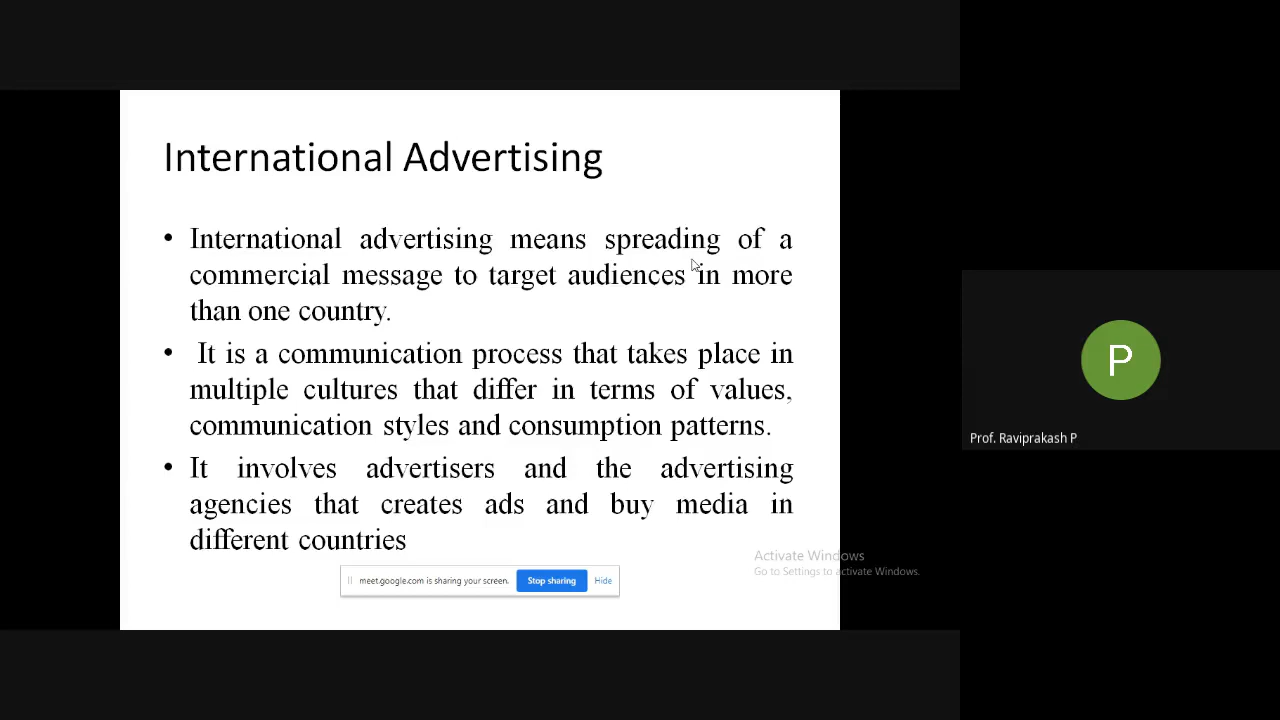 International Advertising
• International advertising means spreading of a
commercial message to target audiences in more
than one country.
• It is a communication process that takes place in
multiple cultures that differ in terms of values,
communication styles and consumption patterns.
• It involves advertisers and the advertising
agencies that creates ads and buy media in
different countries
meet.google.com is sharing your screen.
Stop sharing
Hide
Activate Windows
Go to Settings to activate Windows.
P
Prof. Raviprakash P